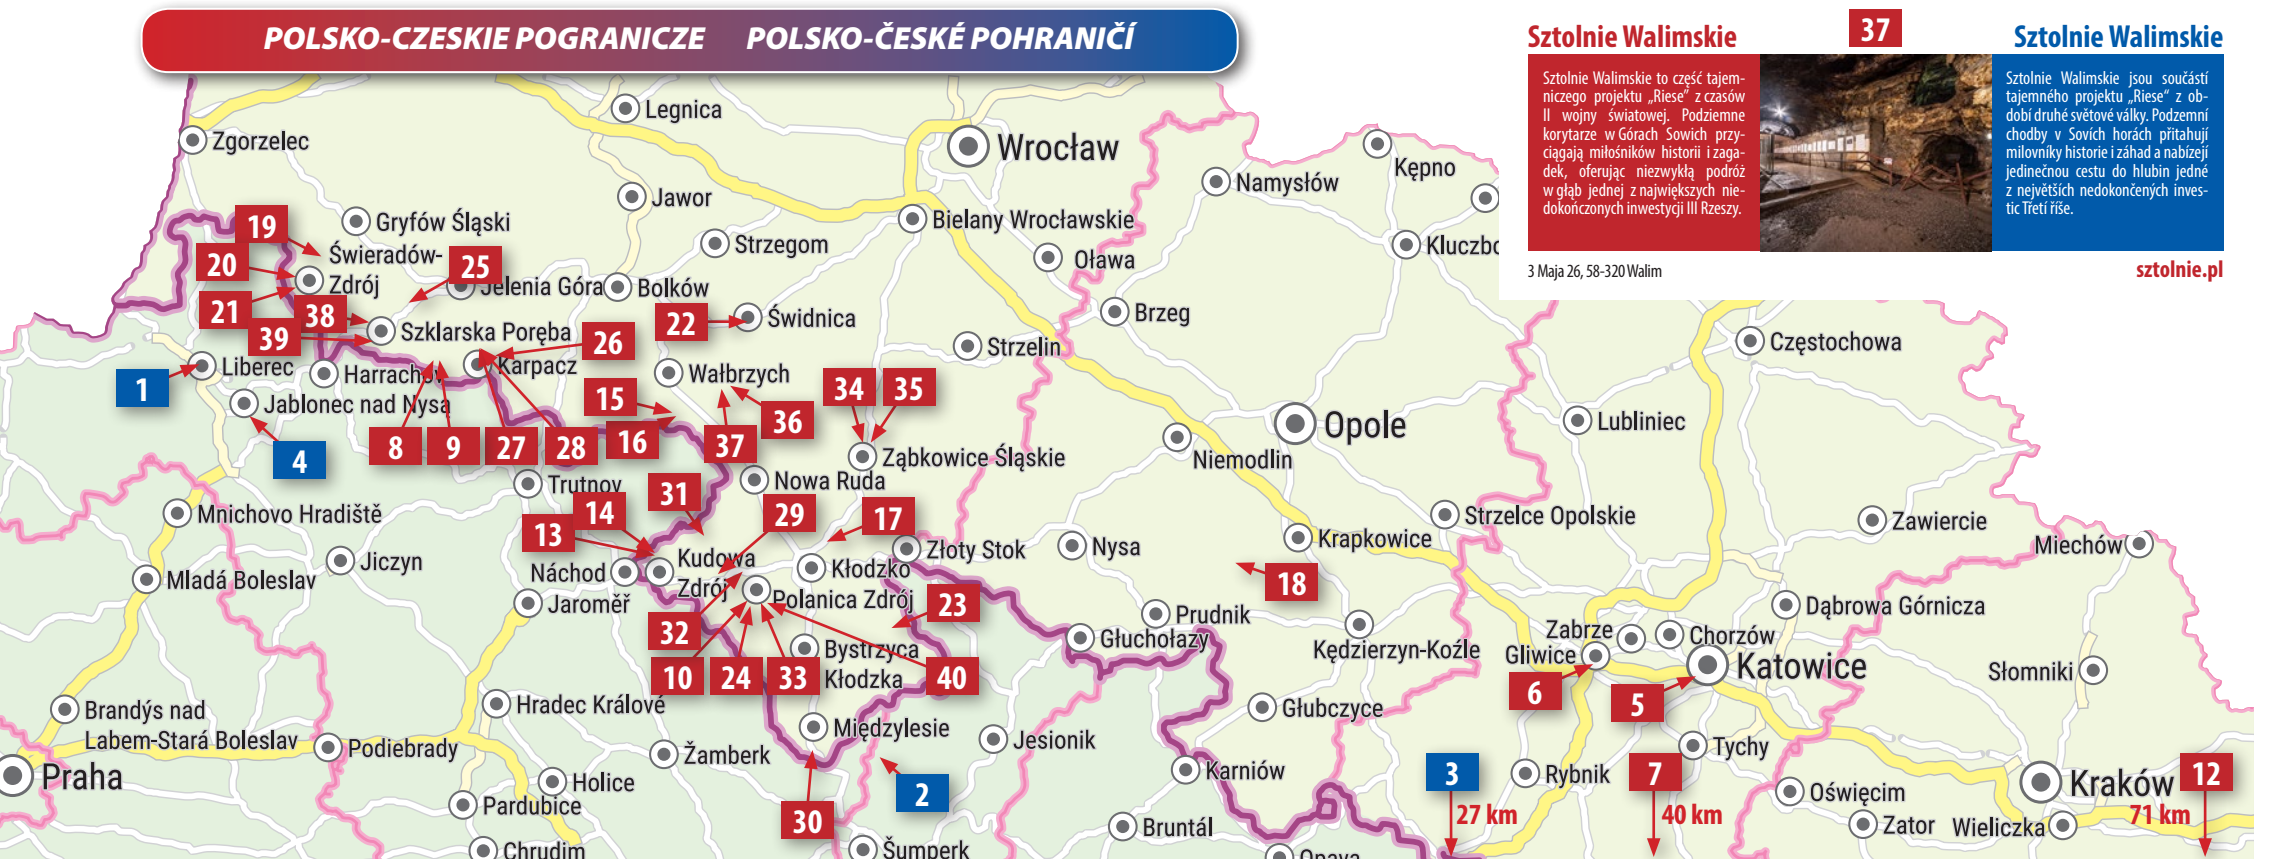 POLSKO-CZESKIE POGRANICZE POLSKO-ČESKÉ POHRANIČÍ
Sztolnie Walimskie
37
Sztolnie Walimskie
Sztolnie Walimskie to część tajem-
niczego projektu „Riese” z czasów
II wojny światowej. Podziemne
korytarze w Górach Sowich przy-
ciągają miłośników historii i zaga-
dek, oferując niezwykłą podróż
w głąb jednej z największych nie-
dokończonych inwestycji III Rzeszy.
Sztolnie Walimskie jsou součástí
tajemného projektu „Riese“ z ob-
dobí druhé světové války. Podzemní
chodby v Sovích horách přitahují
milovníky historie i záhad a nabízejí
jedinečnou cestu do hlubin jedné
z největších nedokončených inves-
tic Třetí říše.
3 Maja 26, 58-320 Walim
sztolnie.pl
Legnica
Zgorzelec
Wrocław
Kępno
Namysłów
Jawor
Gryfów Śląski
Bielany Wrocławskie
19
Strzegom
Kluczbo
Świeradów-
Zdrój
20
25
Oława
Jelenia Góra
Bolków
21
38
22
Świdnica
Brzeg
39
Szklarska Poręba
26
Strzelin
Częstochowa
1
Liberec
Harrachov
Karpacz
Wałbrzych
34
35
Jablonec nad Nysą
15
36
Opole
Lubliniec
4
8
9
27
28
16
37
Ząbkowice Śląskie
Niemodlin
Trutnov
31
Nowa Ruda
Mnichovo Hradiště
14
29
17
Strzelce Opolskie
Zawiercie
13
Krapkowice
Miechów
Złoty Stok
Nysa
Jiczyn
Náchod
Kudowa
Zdrój
Kłodzko
18
Mladá Boleslav
Jaroměř
Polanica Zdrój
23
Prudnik
Dąbrowa Górnicza
32
Głuchołazy
Zabrze
Chorzów
Bystrzyca
Kłodzka
Kędzierzyn-Koźle
Gliwice
Katowice
Słomniki
10
24
33
40
6
5
Hradec Králové
Głubczyce
Brandýs nad
Labem-Stará Boleslav
Międzylesie
Podiebrady
Žamberk
Jesionik
Tychy
Praha
Karniów
3
Rybnik
7
Kraków
12
Holice
2
Oświęcim
Pardubice
30
27 km
40 km
71 km
Bruntál
Zator
Wieliczka
Chrudim
Šumperk
Opava